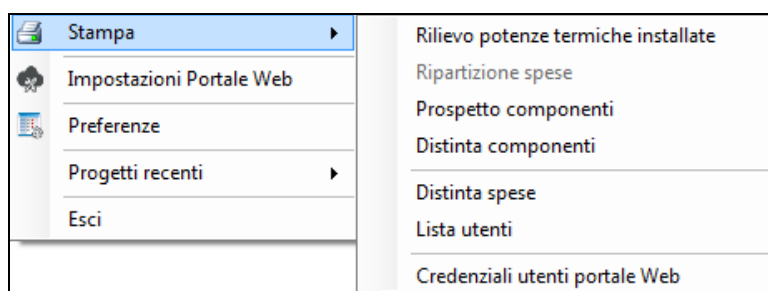 Stampa
Impostazioni Portale Web
Preferenze
Progetti recenti
Esci
Rilievo potenze termiche installate
Ripartizione spese
Prospetto componenti
Distinta componenti
Distinta spese
Lista utenti
Credenziali utenti portale Web